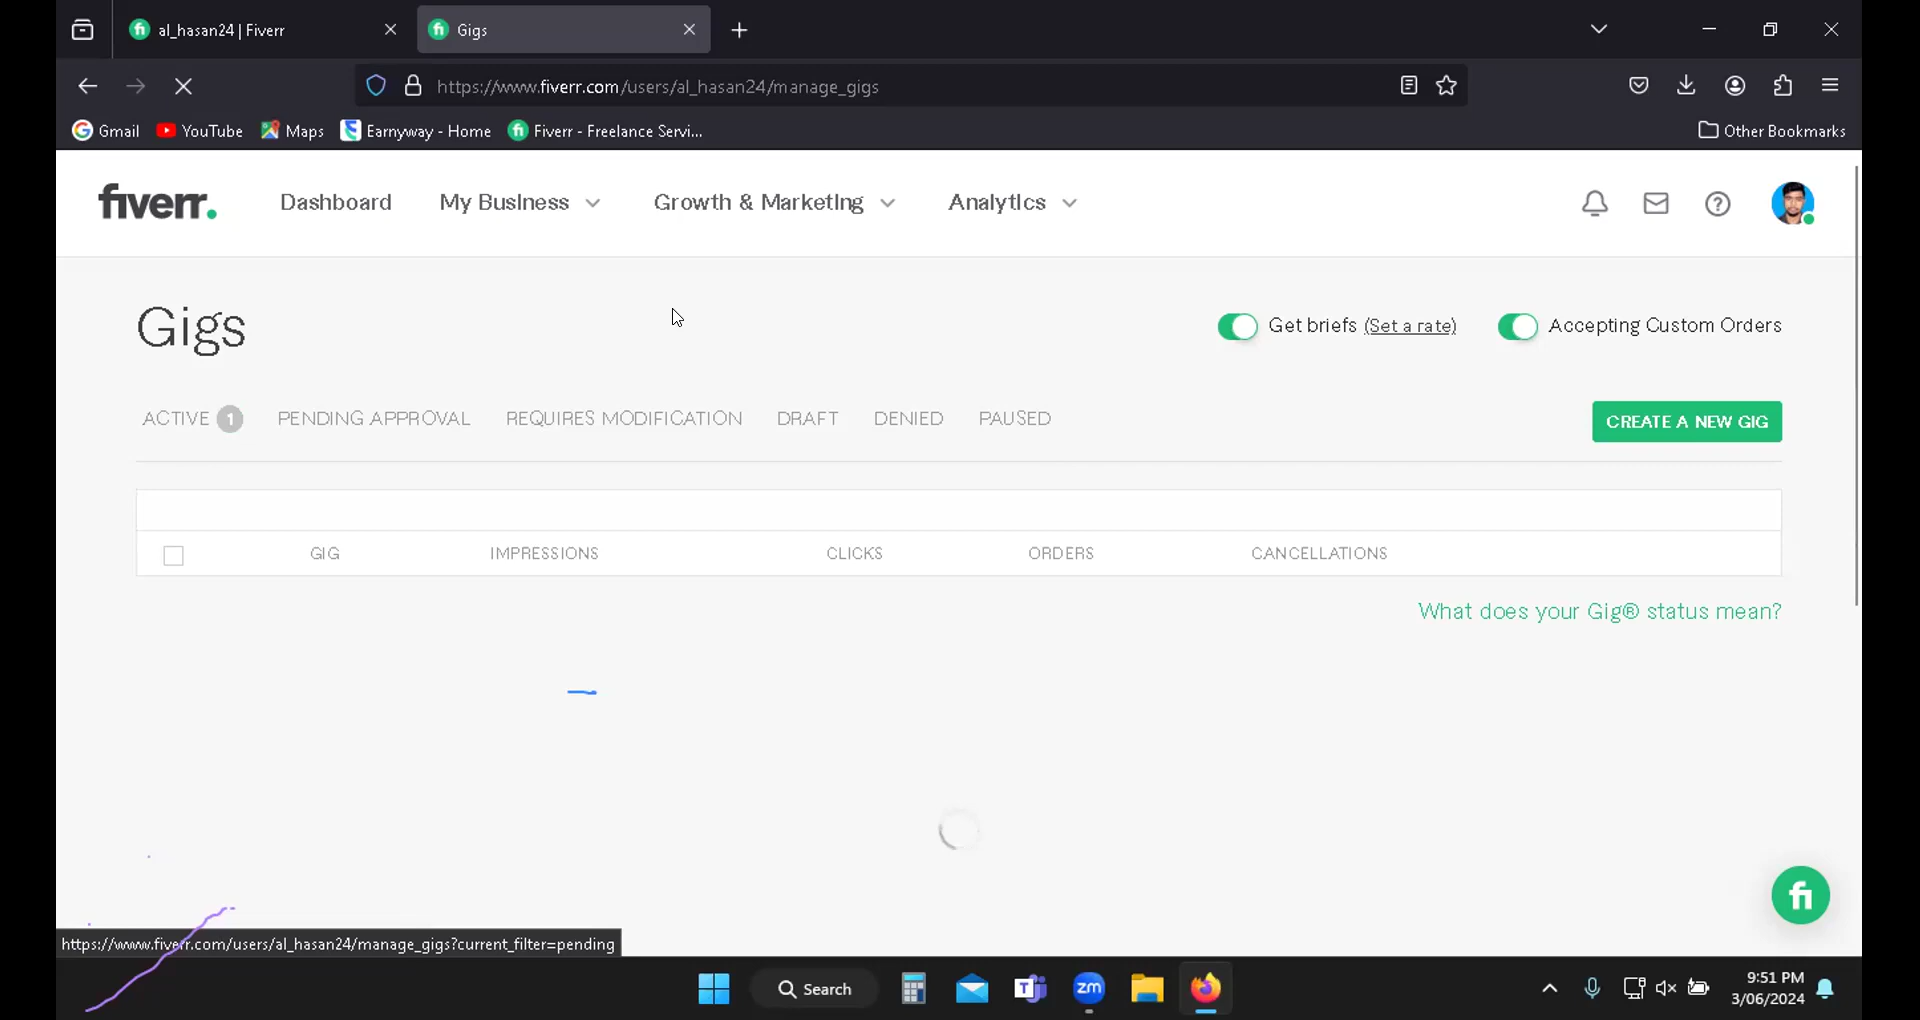 al_hasan24 | Fiverr
Gigs
https://www.fiverr.com/users/al_hasan24/manage_gigs
Gmail YouTube Maps Earnyway - Home Fiverr - Freelance Servi... Other Bookmarks
fiverr. Dashboard My Business Growth & Marketing Analytics
Gigs
Get briefs (Set a rate) Accepting Custom Orders
ACTIVE 1 PENDING APPROVAL REQUIRES MODIFICATION DRAFT DENIED PAUSED CREATE A NEW GIG
GIG IMPRESSIONS CLICKS ORDERS CANCELLATIONS
What does your Gig® status mean?
fi
https://www.fiverr.com/users/al_hasan24/manage_gigs?current_filter=pending
Search
zm
9:51 PM
3/06/2024